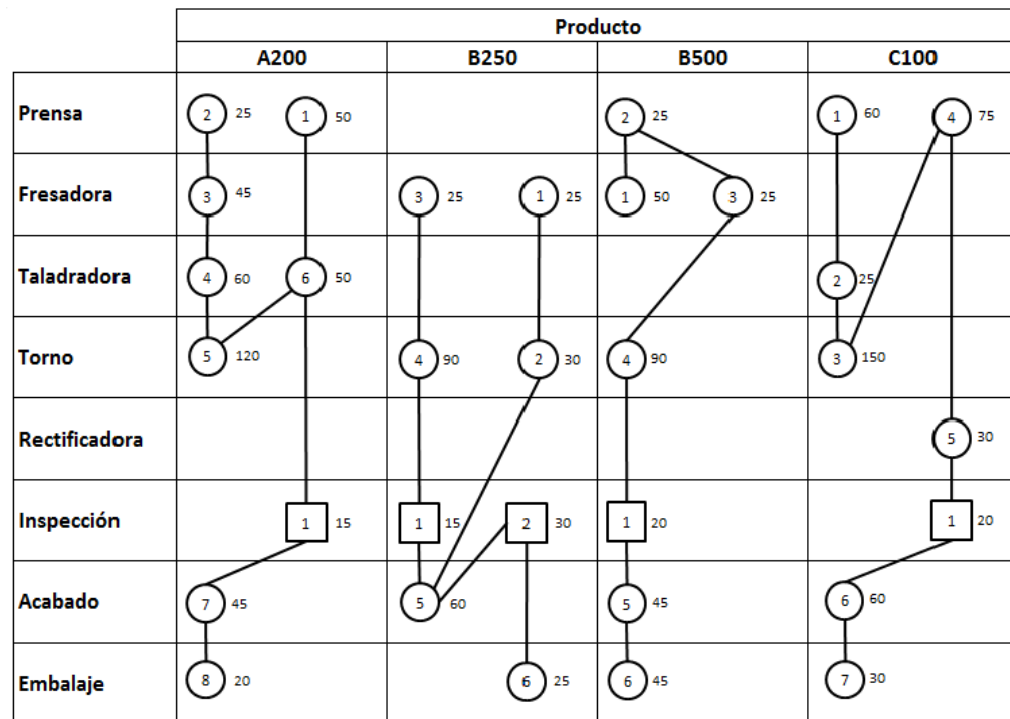 Producto
A200 B250 B500 C100
Prensa 2 25 1 50 2 25 1 60 4 75
Fresadora 3 45 3 25 1 25 1 50 3 25
Taladradora 4 60 6 50 2 25
Torno 5 120 4 90 2 30 4 90 3 150
Rectificadora 5 30
Inspección 1 15 1 15 2 30 1 20 1 20
Acabado 7 45 5 60 5 45 6 60
Embalaje 8 20 6 25 6 45 7 30